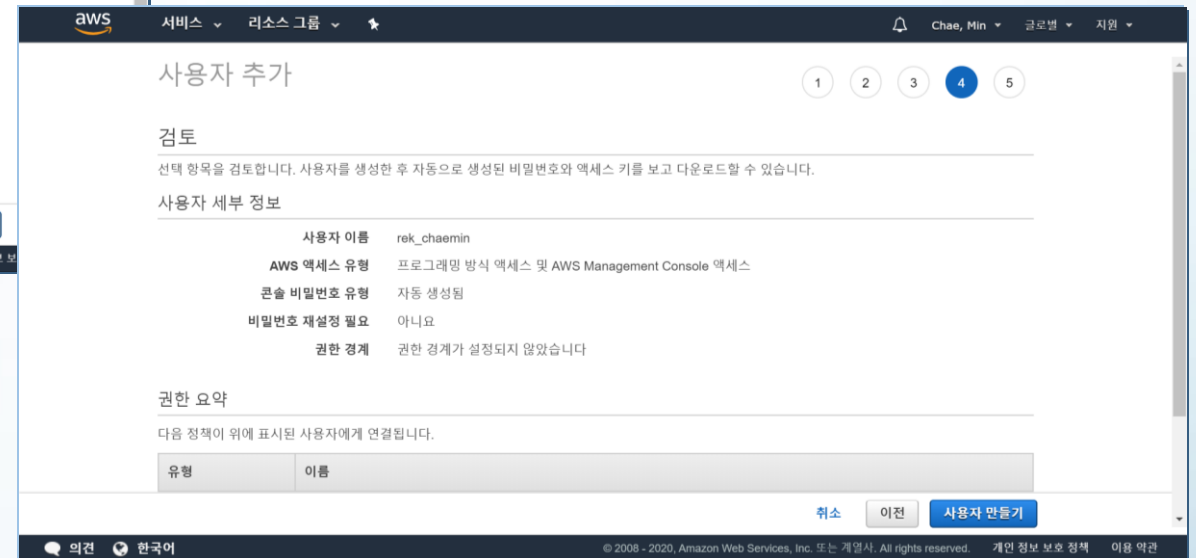 aws 서비스 리소스 그룹 Chae, Min 글로벌 지원
사용자 추가
1 2 3 4 5
검토
선택 항목을 검토합니다. 사용자를 생성한 후 자동으로 생성된 비밀번호와 액세스 키를 보고 다운로드할 수 있습니다.
사용자 세부 정보
사용자 이름 rek_chaemin
AWS 액세스 유형 프로그래밍 방식 액세스 및 AWS Management Console 액세스
콘솔 비밀번호 유형 자동 생성됨
비밀번호 재설정 필요 아니요
권한 경계 권한 경계가 설정되지 않았습니다
권한 요약
다음 정책이 위에 표시된 사용자에게 연결됩니다.
유형 이름
취소 이전 사용자 만들기
의견 한국어 © 2008 - 2020, Amazon Web Services, Inc. 또는 계열사. All rights reserved. 개인 정보 보호 정책 이용 약관